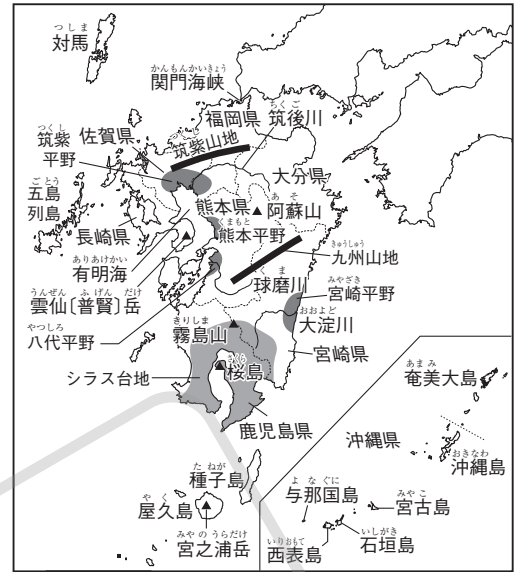 つしま
対馬
かんもんかいきょう
関門海峡
福岡県
ちくご
筑後川
つくし
筑紫
平野
佐賀県
筑紫山地
大分県
ごとう
五島
列島
熊本県
あそ
阿蘇山
長崎県
くまもと
熊本平野
きゅうしゅう
九州山地
ありあけかい
有明海
くま
球磨川
みやざき
宮崎平野
うんぜん ふげん だけ
雲仙[普賢]岳
おおよど
大淀川
やつしろ
八代平野
きりしま
霧島山
宮崎県
さくら
桜島
シラス台地
鹿児島県
あまみ
奄美大島
沖縄県
おきなわ
沖縄島
たねが
種子島
よなぐに
与那国島
みやこ
宮古島
やく
屋久島
いしがき
石垣島
みやのうらだけ
宮之浦岳
いりおもて
西表島